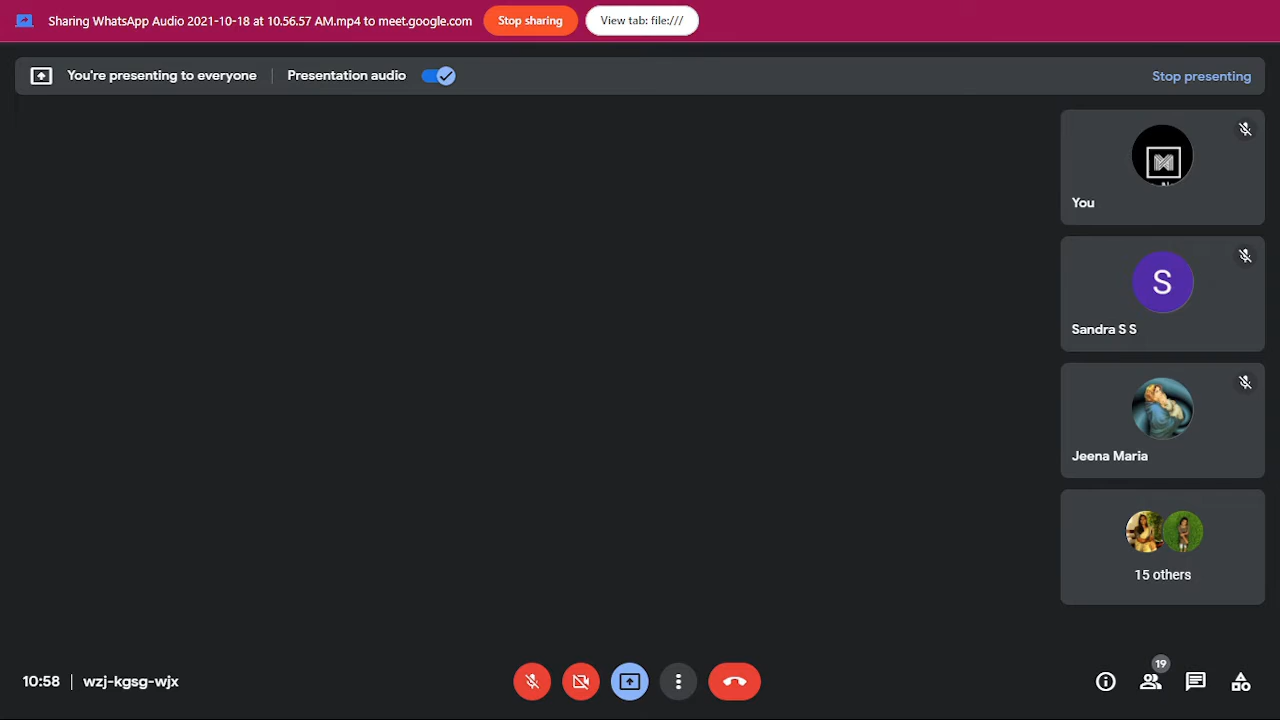 Sharing WhatsApp Audio 2021-10-18 at 10.56.57 AM.mp4 to meet.google.com Stop sharing View tab: file:///
You're presenting to everyone Presentation audio Stop presenting
You
S
Sandra S S
Jeena Maria
15 others
10:58 | wzj-kgsg-wjx
19